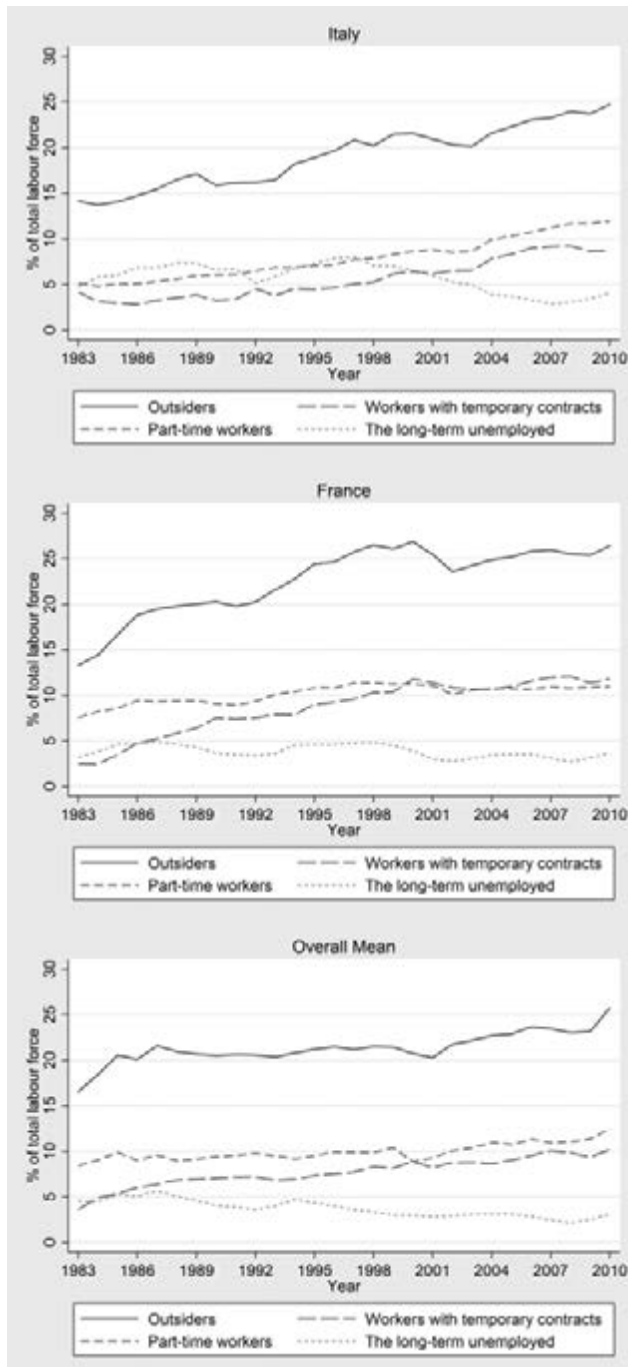 Italy
30
25
20
15
10
5
0
% of total labour force
1983 1986 1989 1992 1995 1998 2001 2004 2007 2010
Year
Outsiders Workers with temporary contracts
Part-time workers The long-term unemployed
France
30
25
20
15
10
5
0
% of total labour force
1983 1986 1989 1992 1995 1998 2001 2004 2007 2010
Year
Outsiders Workers with temporary contracts
Part-time workers The long-term unemployed
Overall Mean
30
25
20
15
10
5
0
% of total labour force
1983 1986 1989 1992 1995 1998 2001 2004 2007 2010
Year
Outsiders Workers with temporary contracts
Part-time workers The long-term unemployed